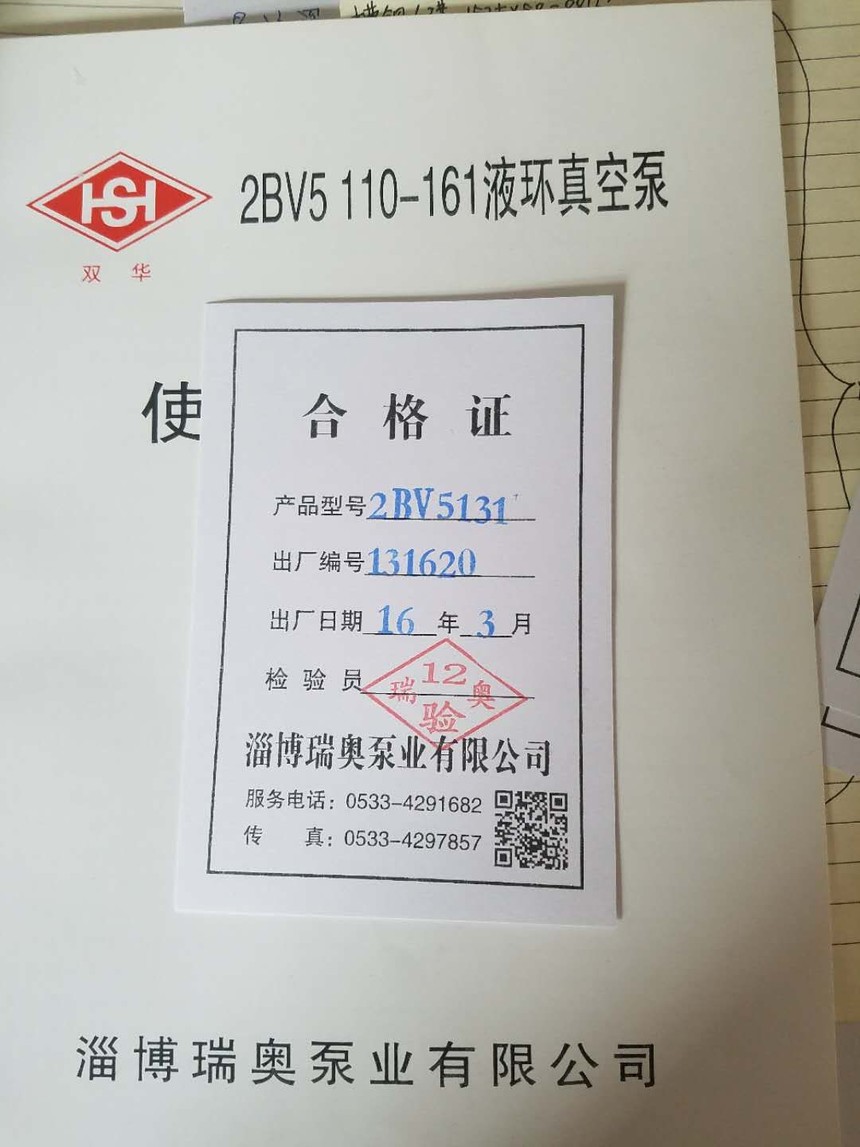 2BV5 110-161液环真空泵
HSH
双 华
使
合 格 证
产品型号2BV5131
出厂编号131620
出厂日期 16 年 3 月
检 验 员
12
瑞 奥
验
淄博瑞奥泵业有限公司
服务电话：0533-4291682
传 真：0533-4297857
淄博瑞奥泵业有限公司